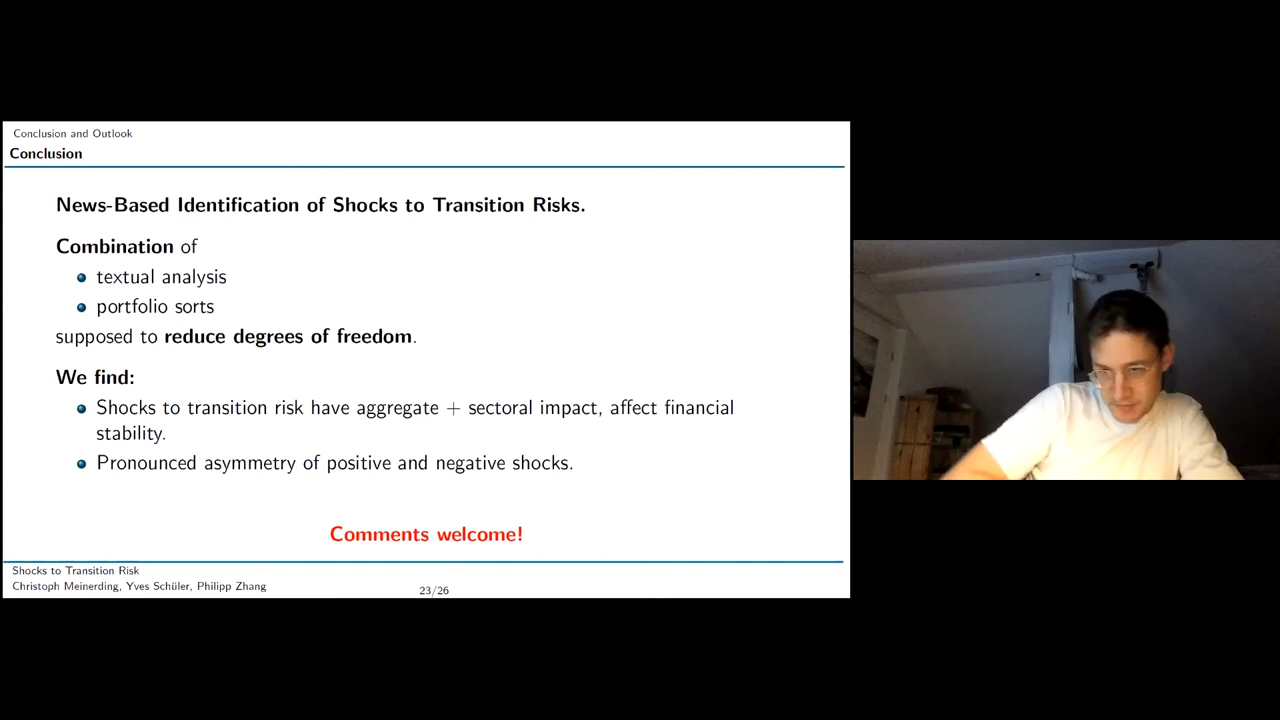 Conclusion and Outlook
Conclusion
News-Based Identification of Shocks to Transition Risks.
Combination of
textual analysis
portfolio sorts
supposed to reduce degrees of freedom.
We find:
Shocks to transition risk have aggregate + sectoral impact, affect financial
stability.
Pronounced asymmetry of positive and negative shocks.
Comments welcome!
Shocks to Transition Risk
Christoph Meinerding, Yves Schüler, Philipp Zhang
23/26